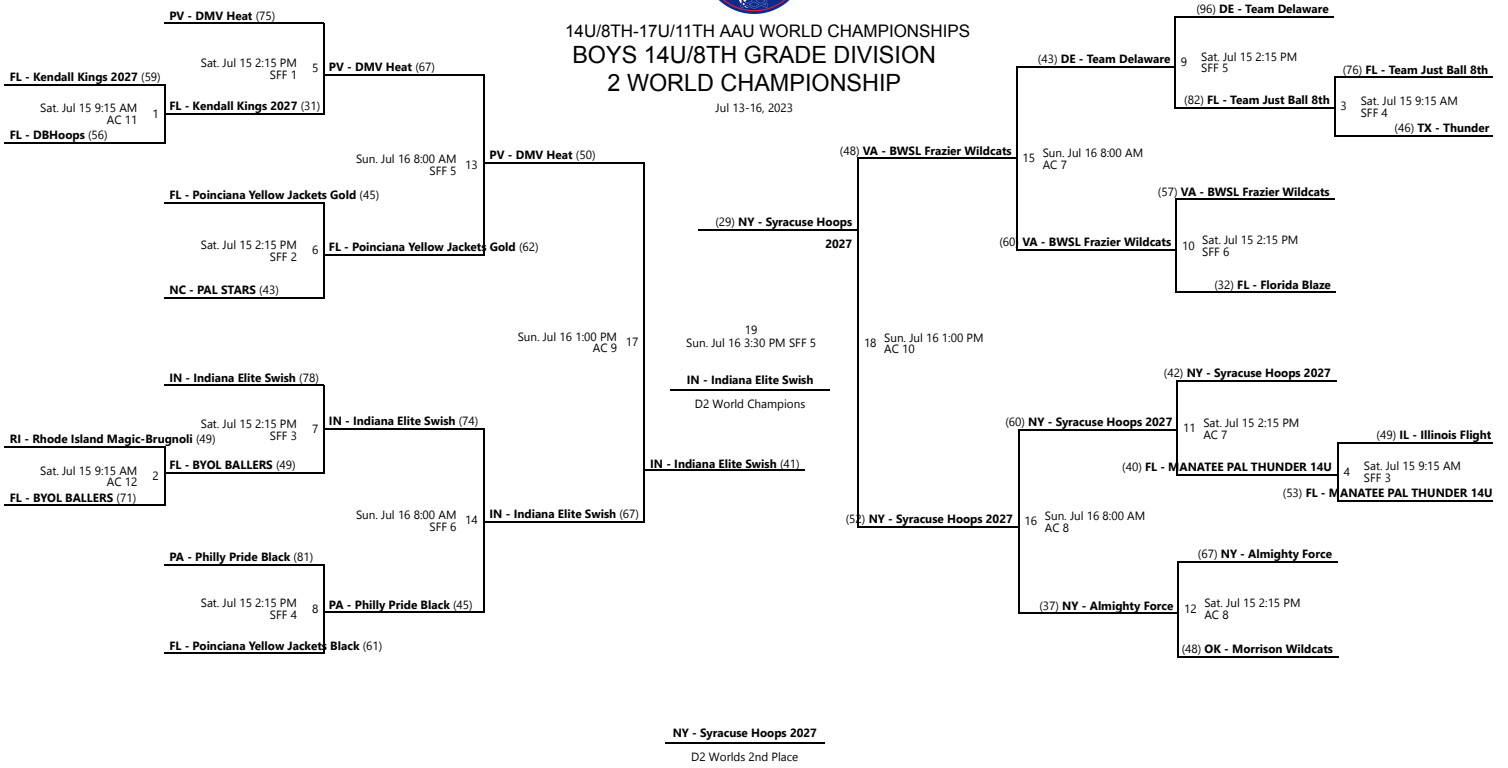 14U/8TH-17U/11TH AAU WORLD CHAMPIONSHIPS
BOYS 14U/8TH GRADE DIVISION
2 WORLD CHAMPIONSHIP
Jul 13-16, 2023
PV - DMV Heat (75)
Sat. Jul 15 2:15 PM
SFF 1
5
PV - DMV Heat (67)
FL - Kendall Kings 2027 (59)
Sat. Jul 15 9:15 AM
AC 11
1
FL - Kendall Kings 2027 (31)
FL - DBHoops (56)
Sun. Jul 16 8:00 AM
SFF 5
13
PV - DMV Heat (50)
FL - Poinciana Yellow Jackets Gold (45)
Sat. Jul 15 2:15 PM
SFF 2
6
FL - Poinciana Yellow Jackets Gold (62)
NC - PAL STARS (43)
Sun. Jul 16 1:00 PM
AC 9
17
IN - Indiana Elite Swish (78)
Sat. Jul 15 2:15 PM
SFF 3
7
IN - Indiana Elite Swish (74)
RI - Rhode Island Magic-Brugnoli (49)
Sat. Jul 15 9:15 AM
AC 12
2
FL - BYOL BALLERS (49)
FL - BYOL BALLERS (71)
IN - Indiana Elite Swish (41)
Sun. Jul 16 8:00 AM
SFF 6
14
IN - Indiana Elite Swish (67)
PA - Philly Pride Black (81)
Sat. Jul 15 2:15 PM
SFF 4
8
PA - Philly Pride Black (45)
FL - Poinciana Yellow Jackets Black (61)
(29) NY - Syracuse Hoops
2027
19
Sun. Jul 16 3:30 PM SFF 5
IN - Indiana Elite Swish
D2 World Champions
(96) DE - Team Delaware
(43) DE - Team Delaware
9
Sat. Jul 15 2:15 PM
SFF 5
(76) FL - Team Just Ball 8th
(82) FL - Team Just Ball 8th
3
Sat. Jul 15 9:15 AM
SFF 4
(46) TX - Thunder
(48) VA - BWSL Frazier Wildcats
15
Sun. Jul 16 8:00 AM
AC 7
(57) VA - BWSL Frazier Wildcats
(60) VA - BWSL Frazier Wildcats
10
Sat. Jul 15 2:15 PM
SFF 6
(32) FL - Florida Blaze
18
Sun. Jul 16 1:00 PM
AC 10
(42) NY - Syracuse Hoops 2027
(60) NY - Syracuse Hoops 2027
11
Sat. Jul 15 2:15 PM
AC 7
(49) IL - Illinois Flight
(40) FL - MANATEE PAL THUNDER 14U
4
Sat. Jul 15 9:15 AM
SFF 3
(53) FL - MANATEE PAL THUNDER 14U
(52) NY - Syracuse Hoops 2027
16
Sun. Jul 16 8:00 AM
AC 8
(67) NY - Almighty Force
(37) NY - Almighty Force
12
Sat. Jul 15 2:15 PM
AC 8
(48) OK - Morrison Wildcats
NY - Syracuse Hoops 2027
D2 Worlds 2nd Place